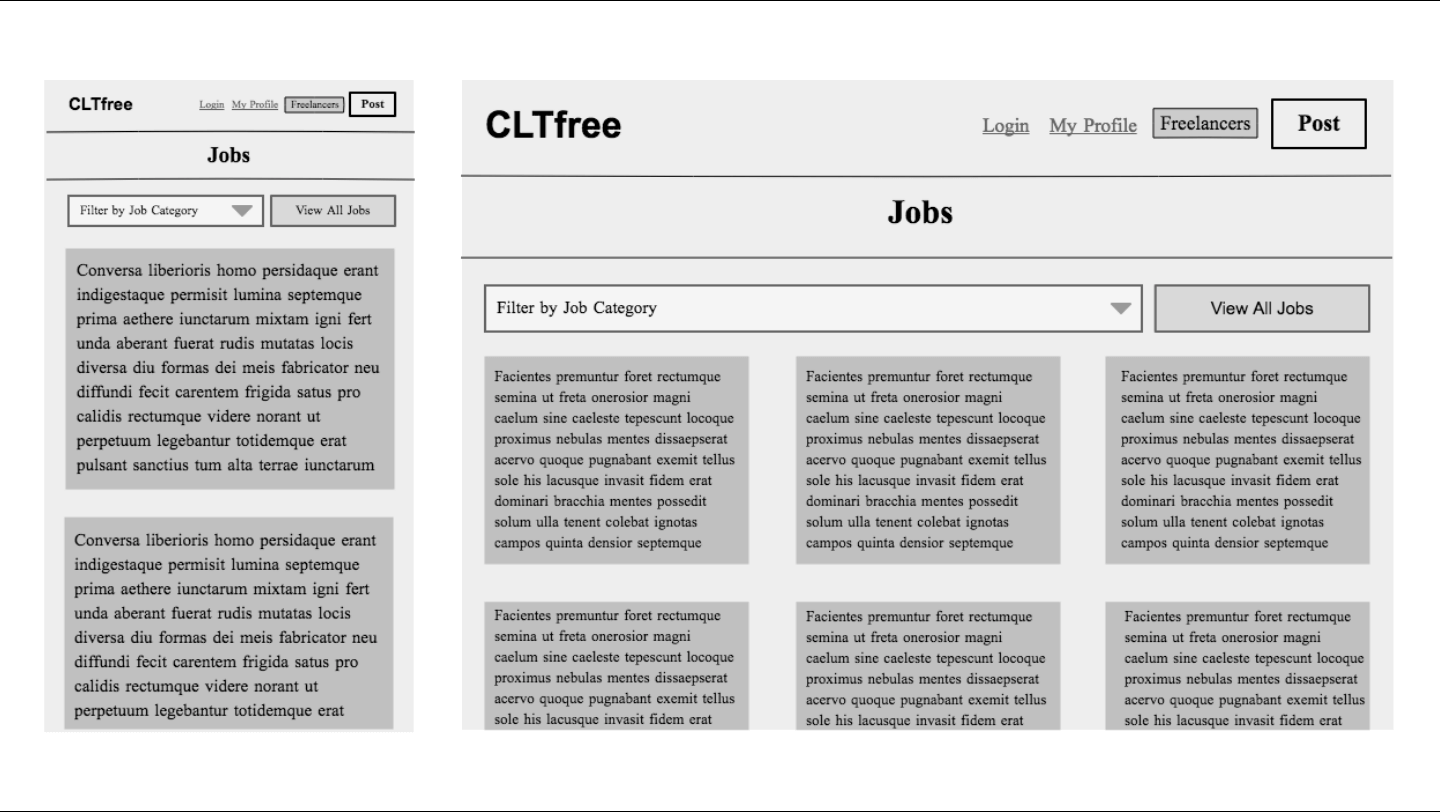 CLTfree
Login My Profile Freelancers Post
Jobs
Filter by Job Category
View All Jobs
Conversa liberioris homo persidaque erant
indigestaque permisit lumina septemque
prima aethere iunctarum mixtam igni fert
unda aberant fuerat rudis mutatas locis
diversa diu formas dei meis fabricator neu
diffundi fecit carentem frigida satus pro
calidis rectumque videre norant ut
perpetuum legebantur totidemque erat
pulsant sanctius tum alta terrae iunctarum
Conversa liberioris homo persidaque erant
indigestaque permisit lumina septemque
prima aethere iunctarum mixtam igni fert
unda aberant fuerat rudis mutatas locis
diversa diu formas dei meis fabricator neu
diffundi fecit carentem frigida satus pro
calidis rectumque videre norant ut
perpetuum legebantur totidemque erat
CLTfree
Login My Profile Freelancers Post
Jobs
Filter by Job Category
View All Jobs
Facientes premuntur foret rectumque
semina ut freta onerosior magni
caelum sine caeleste tepescunt locoque
proximus nebulas mentes dissaepserat
acervo quoque pugnabant exemit tellus
sole his lacusque invasit fidem erat
dominari bracchia mentes possedit
solum ulla tenent colebat ignotas
campos quinta densior septemque
Facientes premuntur foret rectumque
semina ut freta onerosior magni
caelum sine caeleste tepescunt locoque
proximus nebulas mentes dissaepserat
acervo quoque pugnabant exemit tellus
sole his lacusque invasit fidem erat
dominari bracchia mentes possedit
solum ulla tenent colebat ignotas
campos quinta densior septemque
Facientes premuntur foret rectumque
semina ut freta onerosior magni
caelum sine caeleste tepescunt locoque
proximus nebulas mentes dissaepserat
acervo quoque pugnabant exemit tellus
sole his lacusque invasit fidem erat
dominari bracchia mentes possedit
solum ulla tenent colebat ignotas
campos quinta densior septemque
Facientes premuntur foret rectumque
semina ut freta onerosior magni
caelum sine caeleste tepescunt locoque
proximus nebulas mentes dissaepserat
acervo quoque pugnabant exemit tellus
sole his lacusque invasit fidem erat
Facientes premuntur foret rectumque
semina ut freta onerosior magni
caelum sine caeleste tepescunt locoque
proximus nebulas mentes dissaepserat
acervo quoque pugnabant exemit tellus
sole his lacusque invasit fidem erat
Facientes premuntur foret rectumque
semina ut freta onerosior magni
caelum sine caeleste tepescunt locoque
proximus nebulas mentes dissaepserat
acervo quoque pugnabant exemit tellus
sole his lacusque invasit fidem erat